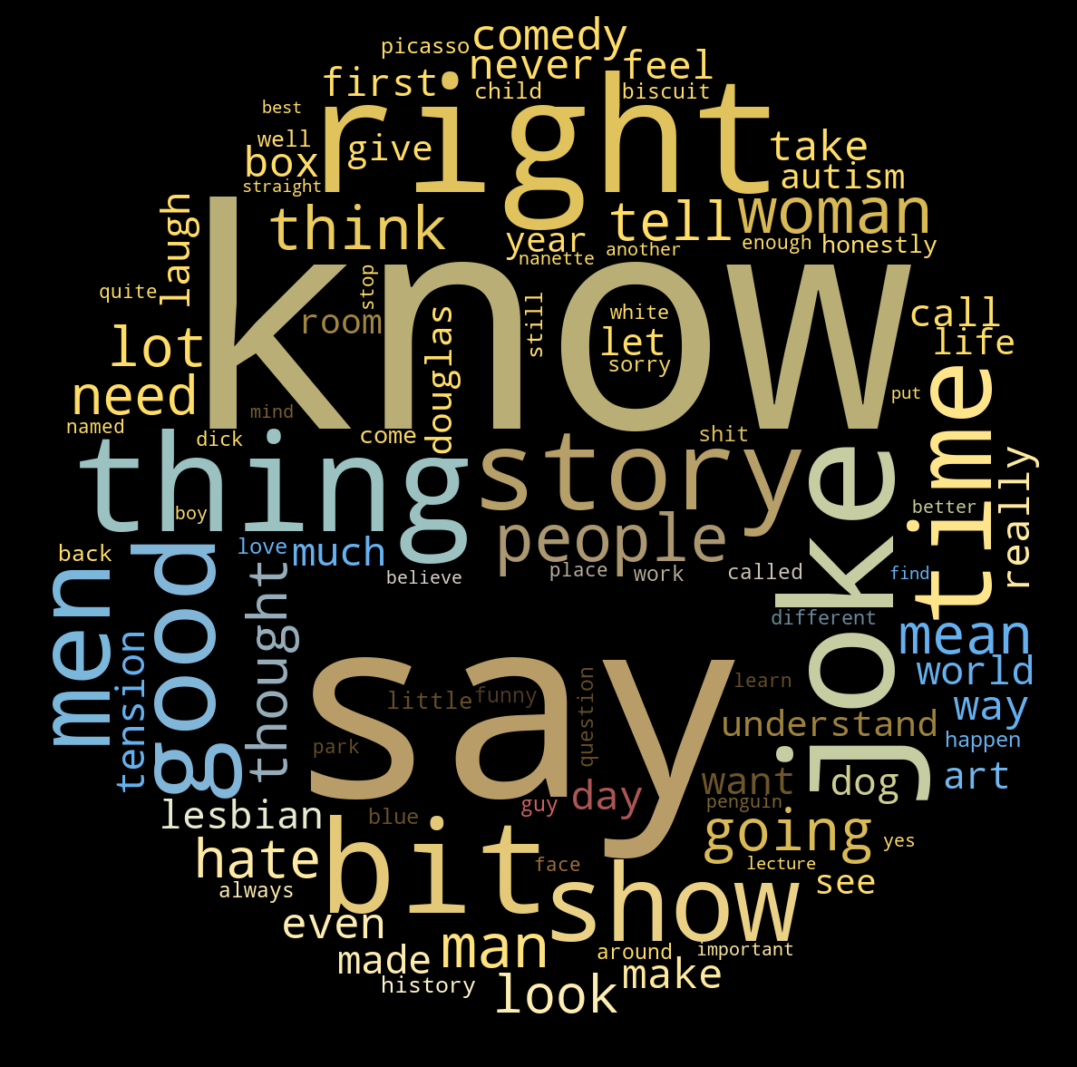 picasso
comedy
never
feel
first
child
biscuit
best
right
well
give
take
box
autism
straight
laugh
know
think
year
tell
woman
nanette
another
enough
honestly
quite
stop
room
still
white
call
lot
douglas
let
life
sorry
need
time
mind
put
named
dick
come
shit
thing
story
joke
really
boy
better
people
back
good
love
much
men
thought
believe
place
work
called
find
different
mean
tension
say
little
funny
question
learn
world
understand
way
park
happen
want
dog
art
day
guy
penguin
lesbian
blue
bit
going
yes
hate
face
lecture
see
always
show
even
man
around
important
made
make
history
look